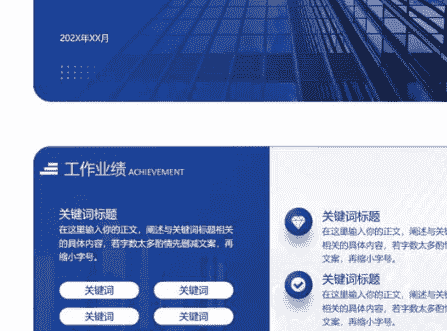 202X年XX月
工作业绩 ACHIEVEMENT
关键词标题
在这里输入你的正文，阐述与关键词标题相关
的具体内容，若字数太多酌情先删减文案，再
缩小字号。
关键词 关键词
关键词 关键词
关键词标题
在这里输入你的正文，阐述与关
相关的具体内容，若字数太多酌
文案，再缩小字号。
关键词标题
在这里输入你的正文，阐述与关
相关的具体内容，若字数太多酌
文案，再缩小字号。